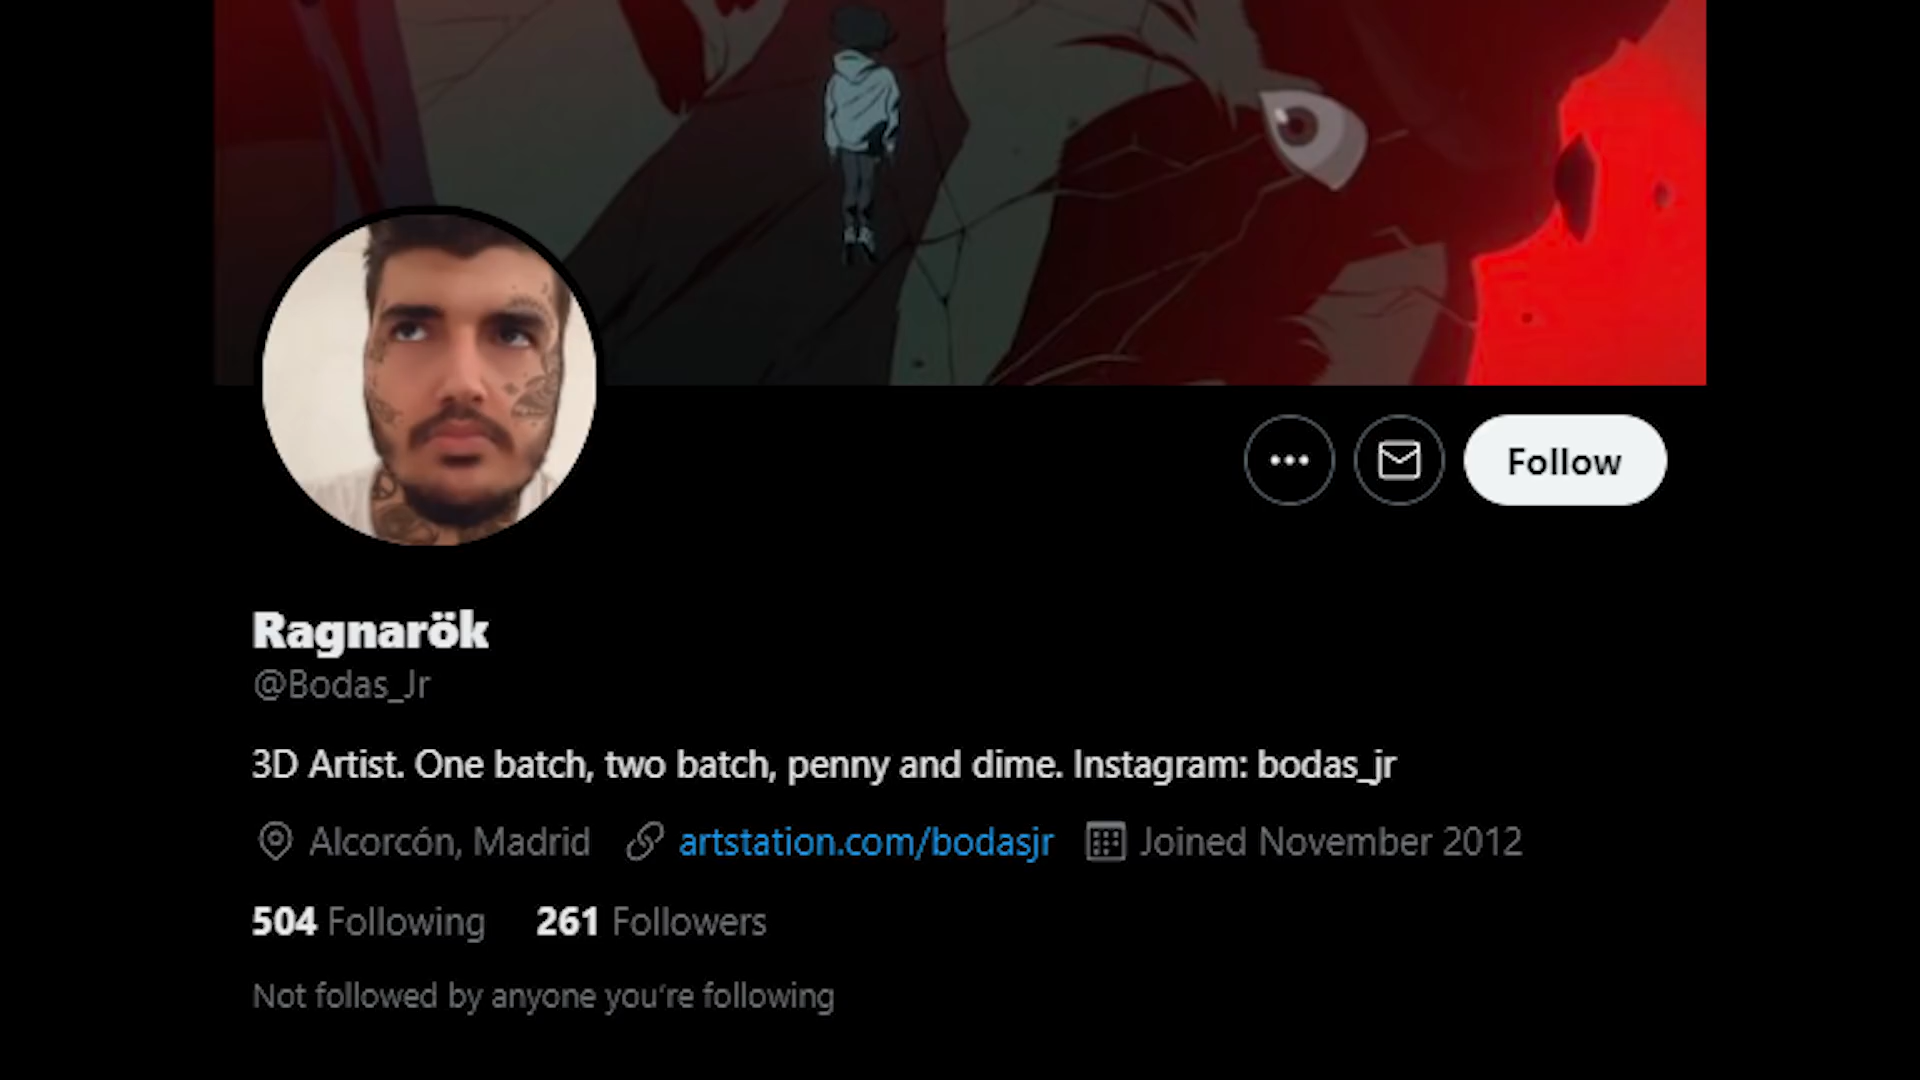 Follow
Ragnarök
@Bodas_Jr
3D Artist. One batch, two batch, penny and dime. Instagram: bodas_jr
Alcorcón, Madrid artstation.com/bodasjr Joined November 2012
504 Following 261 Followers
Not followed by anyone you’re following